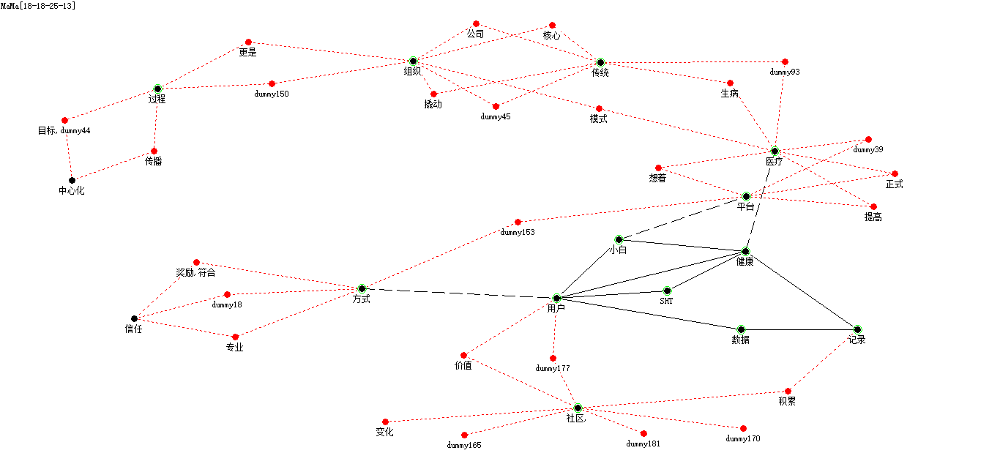 MaMa[18-18-25-13]
公司
核心
更是
组织
传统
dummy93
dummy150
过程
生病
撬动
dummy45
模式
目标,dummy44
传播
dummy39
医疗
想着
正式
中心化
平台
提高
dummy153
小白
健康
奖励,符合
方式
SHT
dummy18
用户
信任
专业
数据
记录
价值
dummy177
积累
社区,
变化
dummy165
dummy181
dummy170